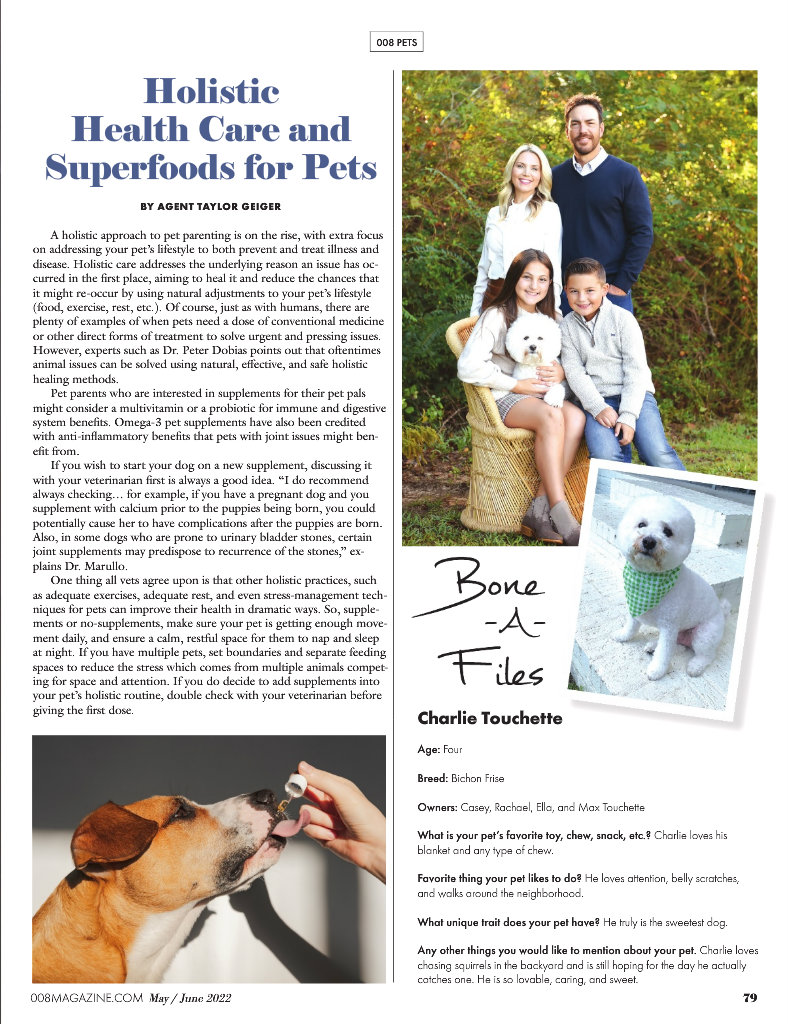 008 PETS
Holistic
Health Care and
Superfoods for Pets
BY AGENT TAYLOR GEIGER
A holistic approach to pet parenting is on the rise, with extra focus
on addressing your pet's lifestyle to both prevent and treat illness and
disease. Holistic care addresses the underlying reason an issue has oc-
curred in the first place, aiming to heal it and reduce the chances that
it might re-occur by using natural adjustments to your pet's lifestyle
(food, exercise, rest, etc.). Of course, just as with humans, there are
plenty of examples of when pets need a dose of conventional medicine
or other direct forms of treatment to solve urgent and pressing issues.
However, experts such as Dr. Peter Dobias points out that oftentimes
animal issues can be solved using natural, effective, and safe holistic
healing methods.
Pet parents who are interested in supplements for their pet pals
might consider a multivitamin or a probiotic for immune and digestive
system benefits. Omega-3 pet supplements have also been credited
with anti-inflammatory benefits that pets with joint issues might ben-
efit from.
If you wish to start your dog on a new supplement, discussing it
with your veterinarian first is always a good idea. “I do recommend
always checking… for example, if you have a pregnant dog and you
supplement with calcium prior to the puppies being born, you could
potentially cause her to have complications after the puppies are born.
Also, in some dogs who are prone to urinary bladder stones, certain
joint supplements may predispose to recurrence of the stones,” ex-
plains Dr. Marullo.
One thing all vets agree upon is that other holistic practices, such
as adequate exercises, adequate rest, and even stress-management tech-
niques for pets can improve their health in dramatic ways. So, supple-
ments or no-supplements, make sure your pet is getting enough move-
ment daily, and ensure a calm, restful space for them to nap and sleep
at night. If you have multiple pets, set boundaries and separate feeding
spaces to reduce the stress which comes from multiple animals compet-
ing for space and attention. If you do decide to add supplements into
your pet's holistic routine, double check with your veterinarian before
giving the first dose.
Bone
-A-
Files
Charlie Touchette
Age: Four
Breed: Bichon Frise
Owners: Casey, Rachael, Ella, and Max Touchette
What is your pet's favorite toy, chew, snack, etc.? Charlie loves his
blanket and any type of chew.
Favorite thing your pet likes to do? He loves attention, belly scratches,
and walks around the neighborhood.
What unique trait does your pet have? He truly is the sweetest dog.
Any other things you would like to mention about your pet. Charlie loves
chasing squirrels in the backyard and is still hoping for the day he actually
catches one. He is so lovable, caring, and sweet.
008MAGAZINE.COM May / June 2022
79